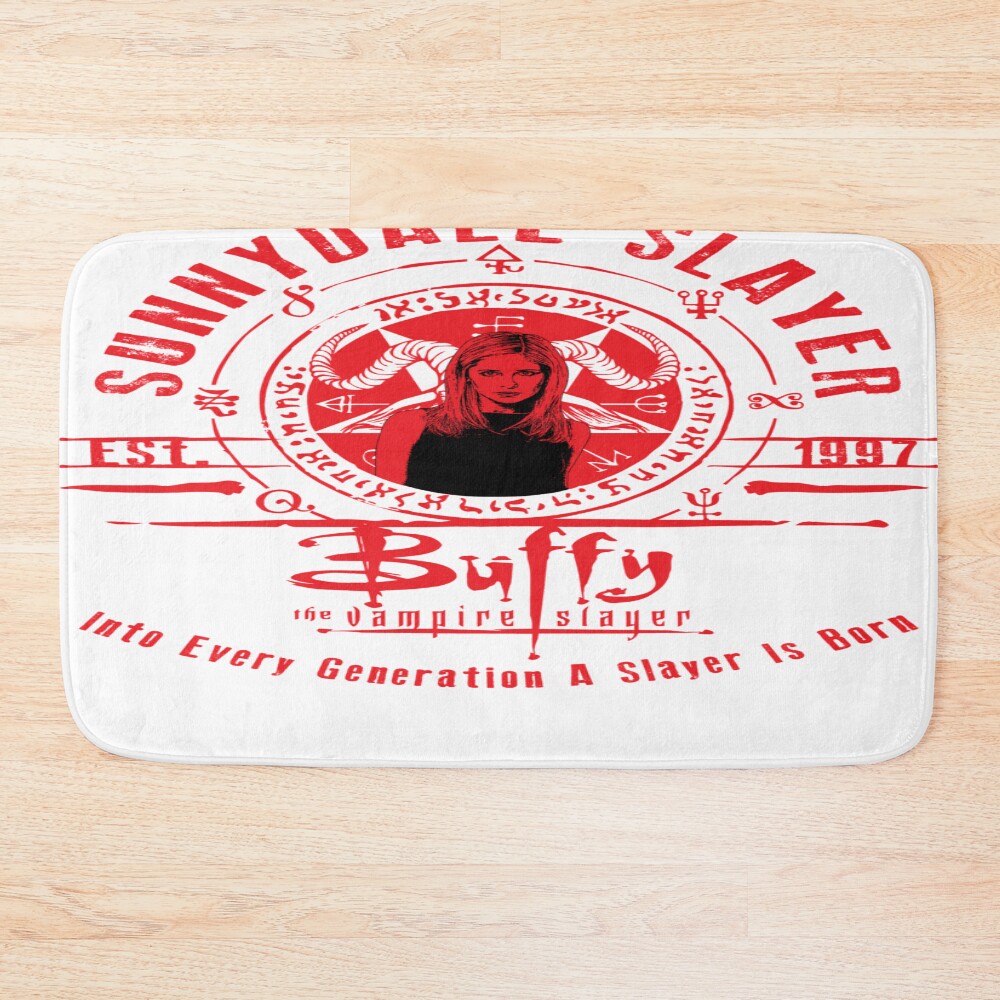 SUNNYDALE SLAYER
EST. 1997
Buffy
the vampire slayer
Into Every Generation A Slayer Is Born